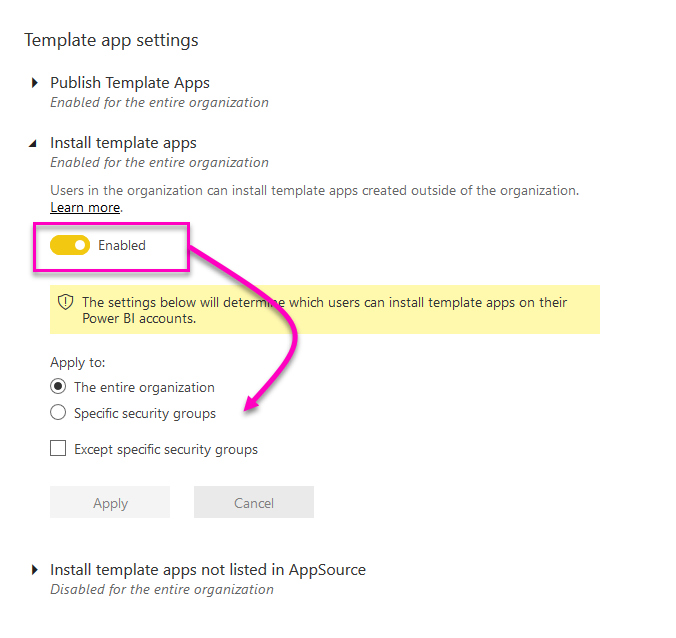 Template app settings
Publish Template Apps
Enabled for the entire organization
Install template apps
Enabled for the entire organization
Users in the organization can install template apps created outside of the organization.
Learn more.
Enabled
The settings below will determine which users can install template apps on their
Power BI accounts.
Apply to:
The entire organization
Specific security groups
Except specific security groups
Apply Cancel
Install template apps not listed in AppSource
Disabled for the entire organization